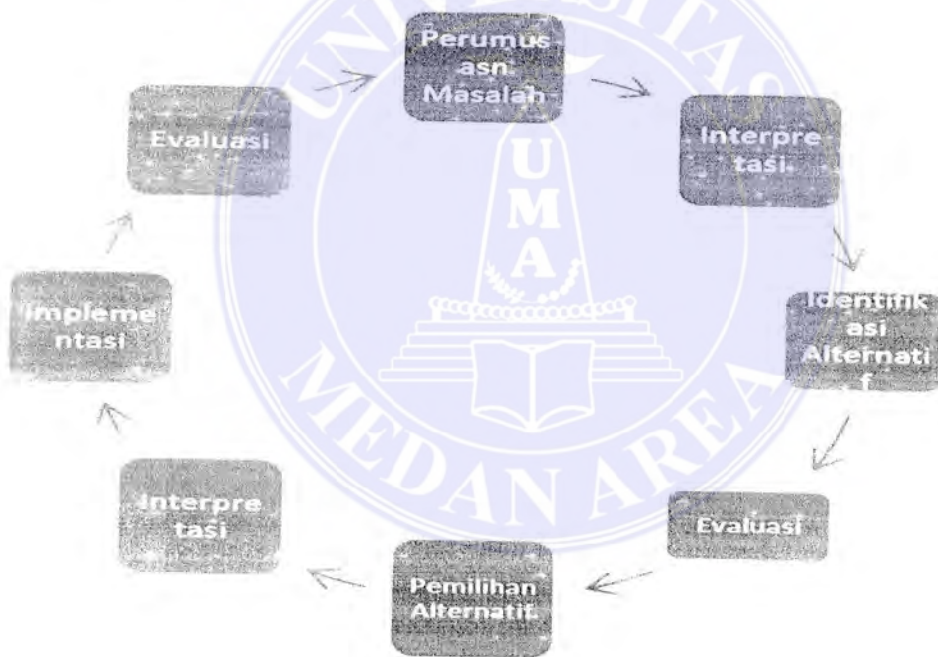 Perumus
asn
Masalah
Interpre
tasi
Identifik
asi
Alternati
f
Evaluasi
Pemilihan
Alternatif
Interpre
tasi
Impleme
ntasi
Evaluasi
UNIVERSITAS
MEDAN AREA
UMA